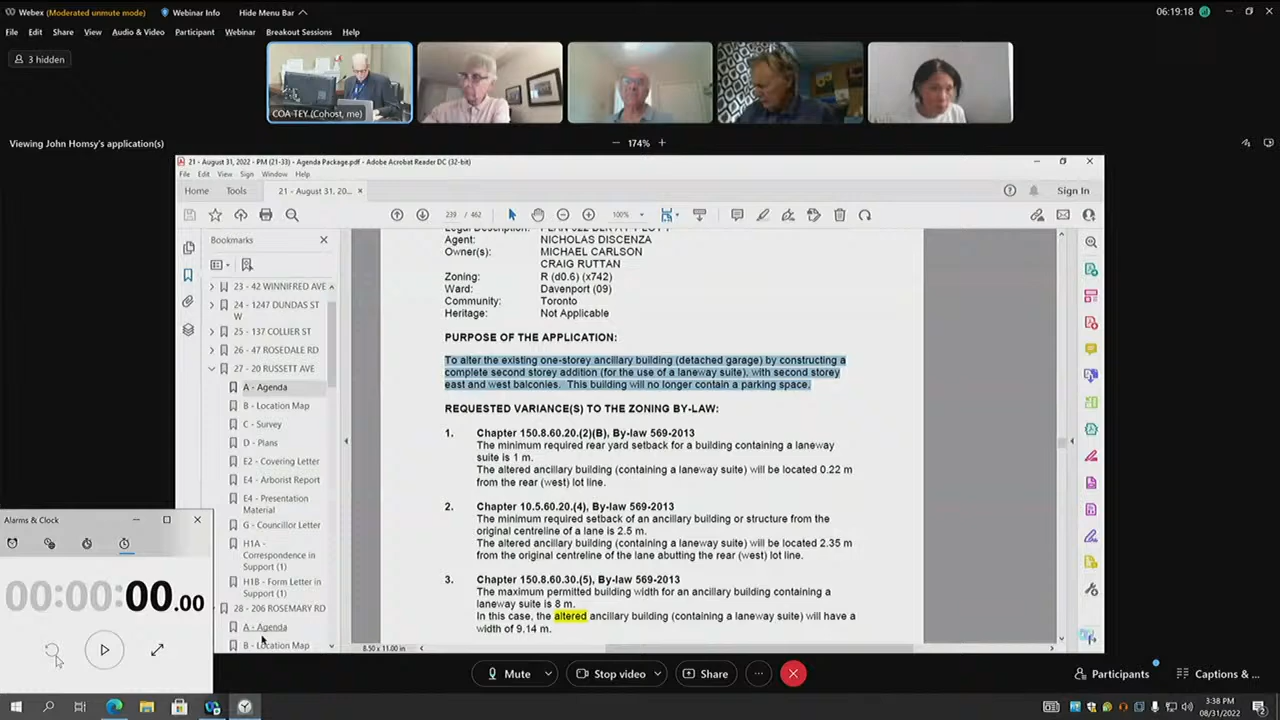 Webex (Moderated unmute mode) Webinar Info Hide Menu Bar 06:19:18
File Edit Share View Audio & Video Participant Webinar Breakout Sessions Help
3 hidden
COA TEY (Cohost, me)
Viewing John Homsy's application(s)
174%
21 - August 31, 2022 - PM (21-33) - Agenda Package.pdf - Adobe Acrobat Reader DC (32-bit)
File Edit View Sign Window Help
Home Tools 21 - August 31, 20... Sign In
239 / 462 100%
Bookmarks
23 - 42 WINNIFRED AVE
24 - 1247 DUNDAS ST
W
25 - 137 COLLIER ST
26 - 47 ROSEDALE RD
27 - 20 RUSSETT AVE
A - Agenda
B - Location Map
C - Survey
D - Plans
E2 - Covering Letter
E4 - Arborist Report
E4 - Presentation
Material
G - Councillor Letter
H1A -
Correspondence in
Support (1)
H1B - Form Letter in
Support (1)
28 - 206 ROSEMARY RD
A - Agenda
B - Location Map
Agent: NICHOLAS DISCENZA
Owner(s): MICHAEL CARLSON
CRAIG RUTTAN
Zoning: R (d0.6) (x742)
Ward: Davenport (09)
Community: Toronto
Heritage: Not Applicable
PURPOSE OF THE APPLICATION:
To alter the existing one-storey ancillary building (detached garage) by constructing a
complete second storey addition (for the use of a laneway suite), with second storey
east and west balconies. This building will no longer contain a parking space.
REQUESTED VARIANCE(S) TO THE ZONING BY-LAW:
1. Chapter 150.8.60.20.(2)(B), By-law 569-2013
The minimum required rear yard setback for a building containing a laneway
suite is 1 m.
The altered ancillary building (containing a laneway suite) will be located 0.22 m
from the rear (west) lot line.
2. Chapter 10.5.60.20.(4), By-law 569-2013
The minimum required setback of an ancillary building or structure from the
original centreline of a lane is 2.5 m.
The altered ancillary building (containing a laneway suite) will be located 2.35 m
from the original centreline of the lane abutting the rear (west) lot line.
3. Chapter 150.8.60.30.(5), By-law 569-2013
The maximum permitted building width for an ancillary building containing a
laneway suite is 8 m.
In this case, the altered ancillary building (containing a laneway suite) will have a
width of 9.14 m.
8.50 x 11.00 in
Alarms & Clock
00:00:00.00
Mute Stop video Share Participants Captions & ...
3:38 PM
08/31/2022